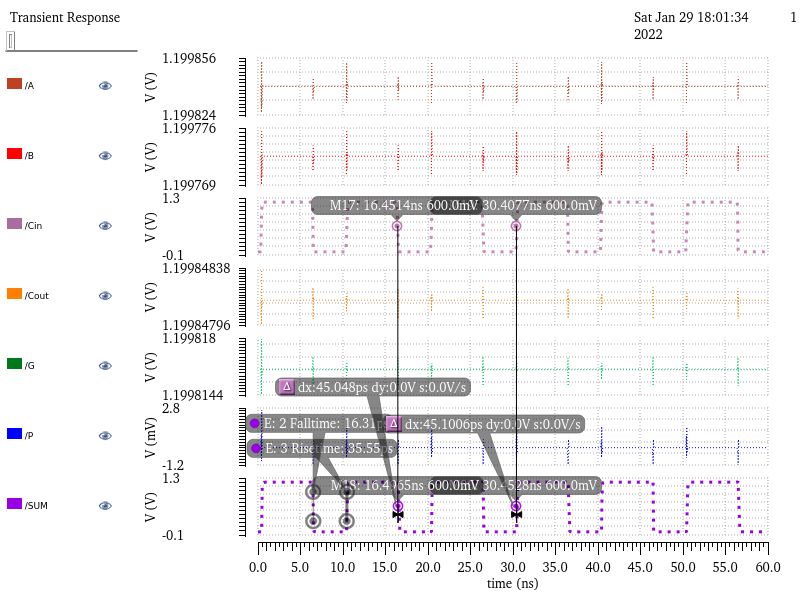 Transient Response
Sat Jan 29 18:01:34 1
2022
1.199856
/A
V (V)
1.199824
1.199776
/B
V (V)
1.199769
1.3
M17: 16.4514ns 600.0mV 30.4077ns 600.0mV
/Cin
V (V)
-0.1
1.19984838
/Cout
V (V)
1.19984796
1.199818
/G
V (V)
1.1998144
dx:45.048ps dy:0.0V s:0.0V/s
2.8
E: 2 Falltime: 16.31
dx:45.1006ps dy:0.0V s:0.0V/s
/P
V (mV)
E: 3 Risetime: 35.55ps
-1.2
1.3
M18: 600.0mV 600.0mV
/SUM
V (V)
-0.1
0.0 5.0 10.0 15.0 20.0 25.0 30.0 35.0 40.0 45.0 50.0 55.0 60.0
time (ns)